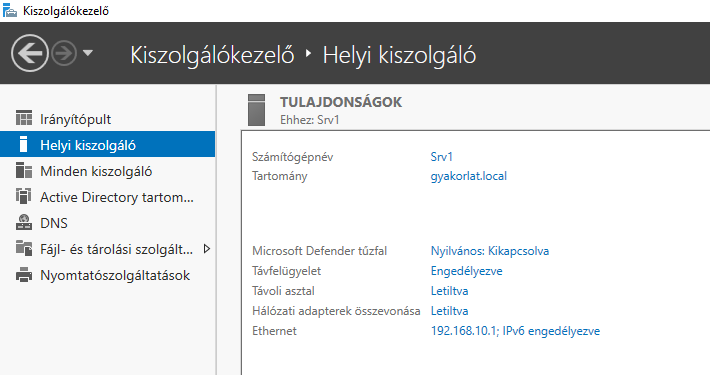 Kiszolgálókezelő
Kiszolgálókezelő ‣ Helyi kiszolgáló
Irányítópult
Helyi kiszolgáló
Minden kiszolgáló
Active Directory tartom...
DNS
Fájl- és tárolási szolgált...
Nyomtatószolgáltatások
TULAJDONSÁGOK
Ehhez: Srv1
Számítógépnév Srv1
Tartomány gyakorlat.local
Microsoft Defender tűzfal Nyilvános: Kikapcsolva
Távfelügyelet Engedélyezve
Távoli asztal Letiltva
Hálózati adapterek összevonása Letiltva
Ethernet 192.168.10.1; IPv6 engedélyezve